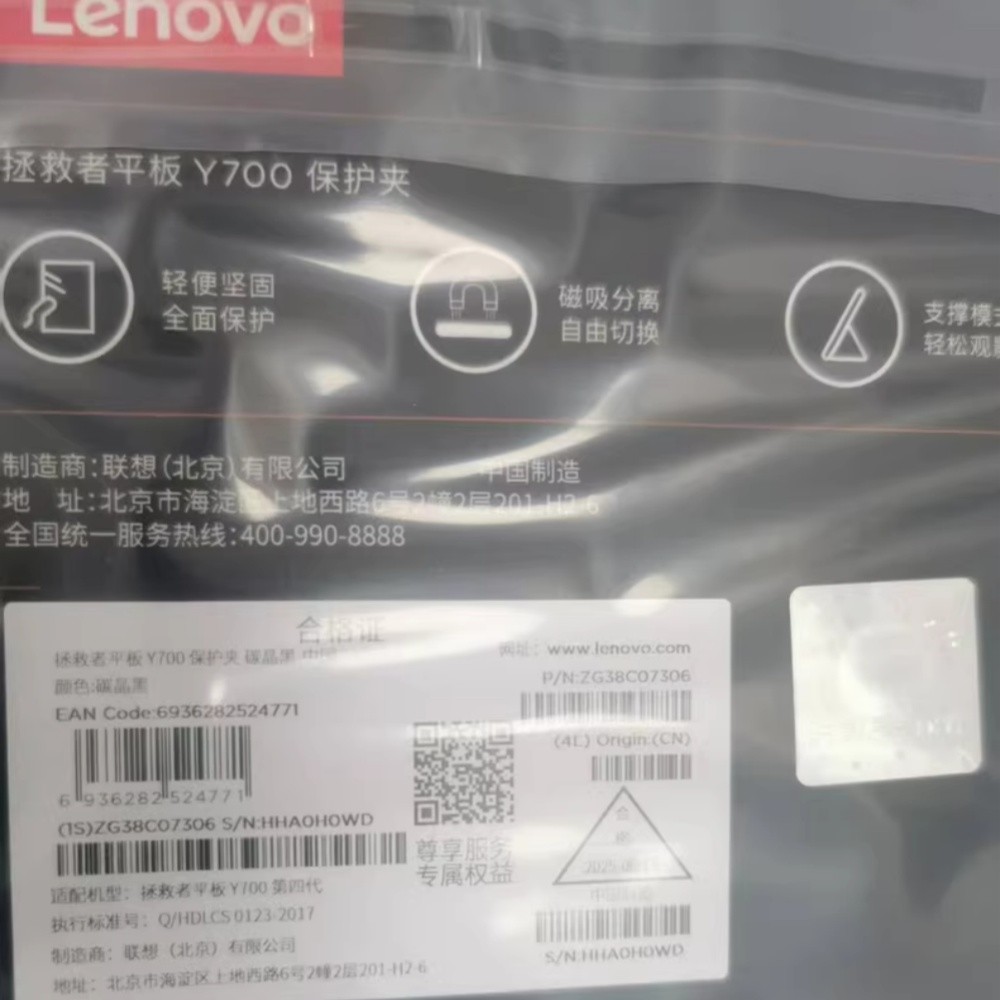 Lenovo
拯救者平板 Y700 保护夹
轻便坚固
全面保护
磁吸分离
自由切换
支撑模式
轻松观
制造商:联想(北京)有限公司
中国制造
地 址:北京市海淀区上地西路6号2幢2层201-H2-6
全国统一服务热线:400-990-8888
合格证
拯救者平板 Y700 保护夹 碳晶黑
颜色:碳晶黑
EAN Code:6936282524771
6 936282 524771
(1S)ZG38C07306 S/N:HHA0H0WD
适配机型：拯救者平板 Y700 第四代
执行标准号：Q/HDLCS 0123-2017
制造商：联想（北京）有限公司
地址：北京市海淀区上地西路6号2幢2层201-H2-6
尊享服务
专属权益
网址：www.lenovo.com
P/N:ZG38C07306
(4L) Origin:(CN)
合
格
S/N:HHA0H0WD